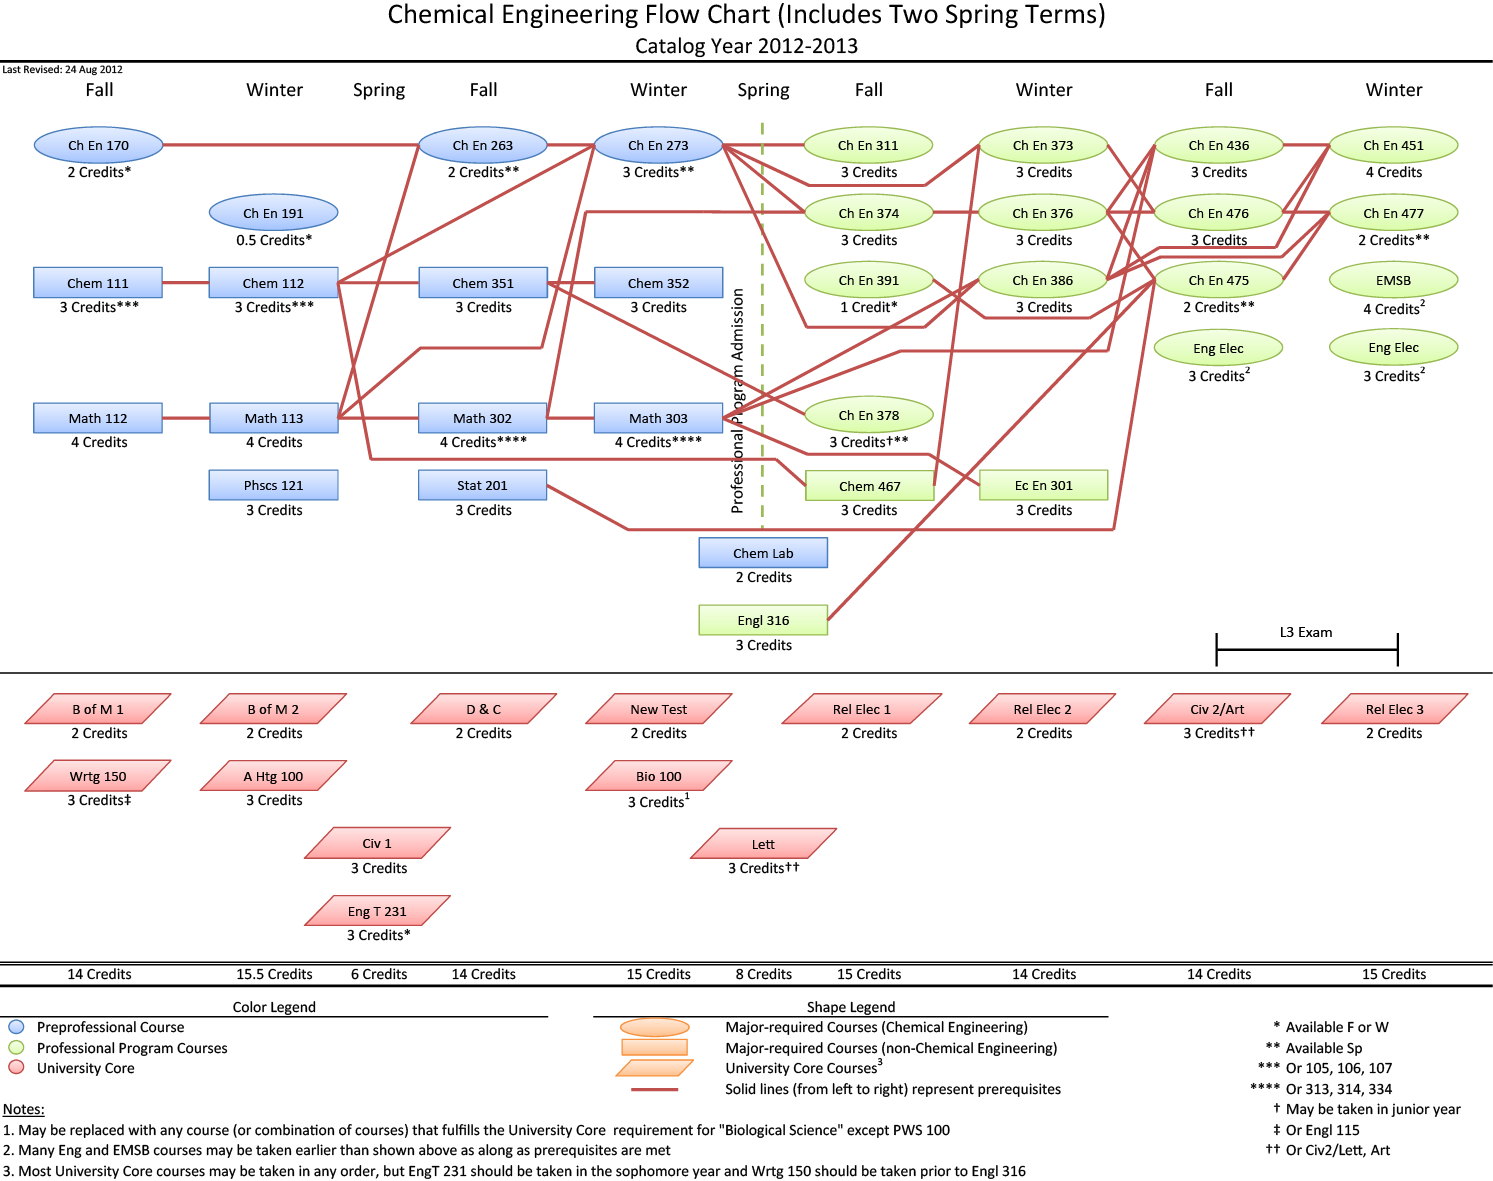 Chemical Engineering Flow Chart (Includes Two Spring Terms)
Catalog Year 2012-2013
Last Revised: 24 Aug 2012
Fall Winter Spring Fall Winter Spring Fall Winter Fall Winter
Ch En 170 Ch En 263 Ch En 273 Ch En 311 Ch En 373 Ch En 436 Ch En 451
2 Credits* 2 Credits** 3 Credits** 3 Credits 3 Credits 3 Credits 4 Credits
Ch En 191 Ch En 374 Ch En 376 Ch En 476 Ch En 477
0.5 Credits* 3 Credits 3 Credits 3 Credits 2 Credits**
Chem 111 Chem 112 Chem 351 Chem 352 Ch En 391 Ch En 386 Ch En 475 EMSB
3 Credits*** 3 Credits*** 3 Credits 3 Credits 1 Credit* 3 Credits 2 Credits** 4 Credits2
Eng Elec Eng Elec
3 Credits2 3 Credits2
Professional Program Admission
Math 112 Math 113 Math 302 Math 303 Ch En 378
4 Credits 4 Credits 4 Credits**** 4 Credits**** 3 Credits†**
Phscs 121 Stat 201 Chem 467 Ec En 301
3 Credits 3 Credits 3 Credits 3 Credits
Chem Lab
2 Credits
Engl 316
3 Credits
L3 Exam
B of M 1 B of M 2 D & C New Test Rel Elec 1 Rel Elec 2 Civ 2/Art Rel Elec 3
2 Credits 2 Credits 2 Credits 2 Credits 2 Credits 2 Credits 3 Credits†† 2 Credits
Wrtg 150 A Htg 100 Bio 100
3 Credits‡ 3 Credits 3 Credits1
Civ 1 Lett
3 Credits 3 Credits††
Eng T 231
3 Credits*
14 Credits 15.5 Credits 6 Credits 14 Credits 15 Credits 8 Credits 15 Credits 14 Credits 14 Credits 15 Credits
Color Legend Shape Legend
Preprofessional Course Major-required Courses (Chemical Engineering) * Available F or W
Professional Program Courses Major-required Courses (non-Chemical Engineering) ** Available Sp
University Core University Core Courses3 *** Or 105, 106, 107
Solid lines (from left to right) represent prerequisites **** Or 313, 314, 334
Notes: † May be taken in junior year
1. May be replaced with any course (or combination of courses) that fulfills the University Core requirement for "Biological Science" except PWS 100 ‡ Or Engl 115
2. Many Eng and EMSB courses may be taken earlier than shown above as along as prerequisites are met †† Or Civ2/Lett, Art
3. Most University Core courses may be taken in any order, but EngT 231 should be taken in the sophomore year and Wrtg 150 should be taken prior to Engl 316